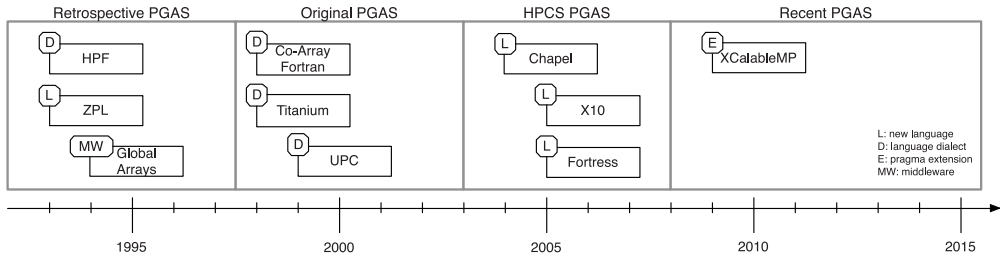 Retrospective PGAS
Original PGAS
HPCS PGAS
Recent PGAS
D
HPF
L
ZPL
MW
Global
Arrays
D
Co-Array
Fortran
D
Titanium
D
UPC
L
Chapel
L
X10
L
Fortress
E
XCalableMP
L: new language
D: language dialect
E: pragma extension
MW: middleware
1995
2000
2005
2010
2015